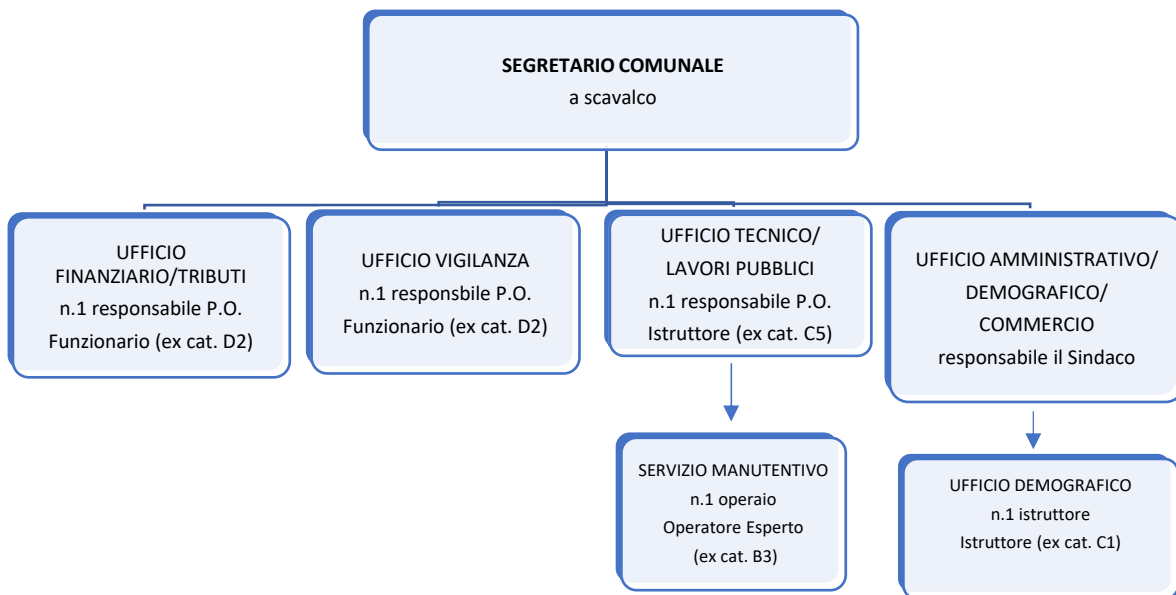 SEGRETARIO COMUNALE
a scavalco
UFFICIO
FINANZIARIO/TRIBUTI
n.1 responsabile P.O.
Funzionario (ex cat. D2)
UFFICIO VIGILANZA
n.1 responsbile P.O.
Funzionario (ex cat. D2)
UFFICIO TECNICO/
LAVORI PUBBLICI
n.1 responsabile P.O.
Istruttore (ex cat. C5)
UFFICIO AMMINISTRATIVO/
DEMOGRAFICO/
COMMERCIO
responsabile il Sindaco
SERVIZIO MANUTENTIVO
n.1 operaio
Operatore Esperto
(ex cat. B3)
UFFICIO DEMOGRAFICO
n.1 istruttore
Istruttore (ex cat. C1)